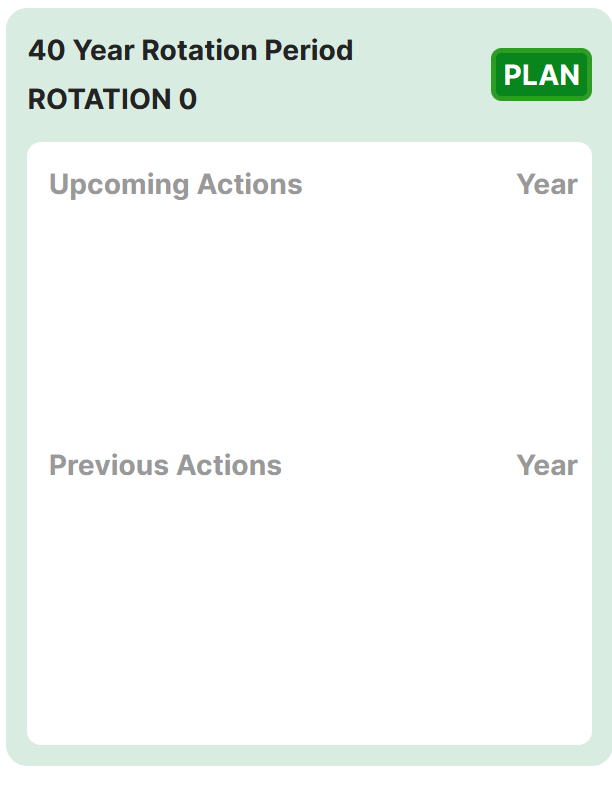 40 Year Rotation Period
ROTATION 0
PLAN
Upcoming Actions Year
Previous Actions Year